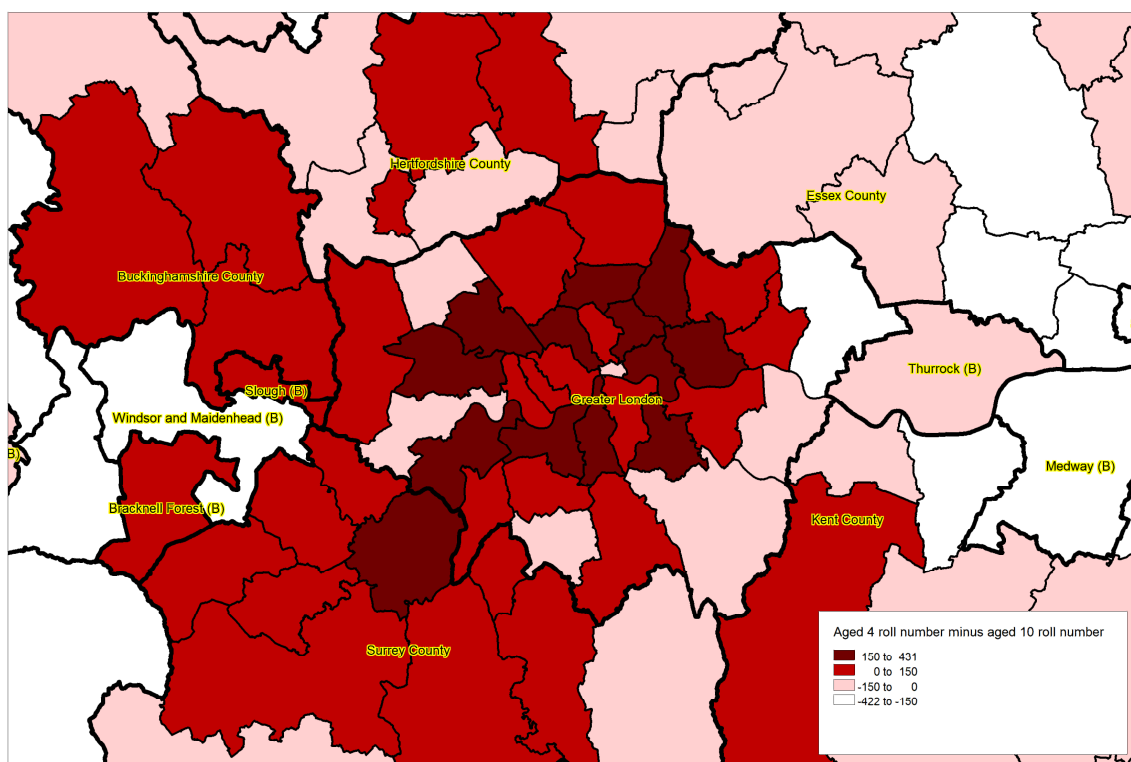 Hertfordshire County
Essex County
Buckinghamshire County
Thurrock (B)
Slough (B)
Greater London
Windsor and Maidenhead (B)
B)
Medway (B)
Bracknell Forest (B)
Kent County
Surrey County
Aged 4 roll number minus aged 10 roll number
150 to 431
0 to 150
-150 to 0
-422 to -150